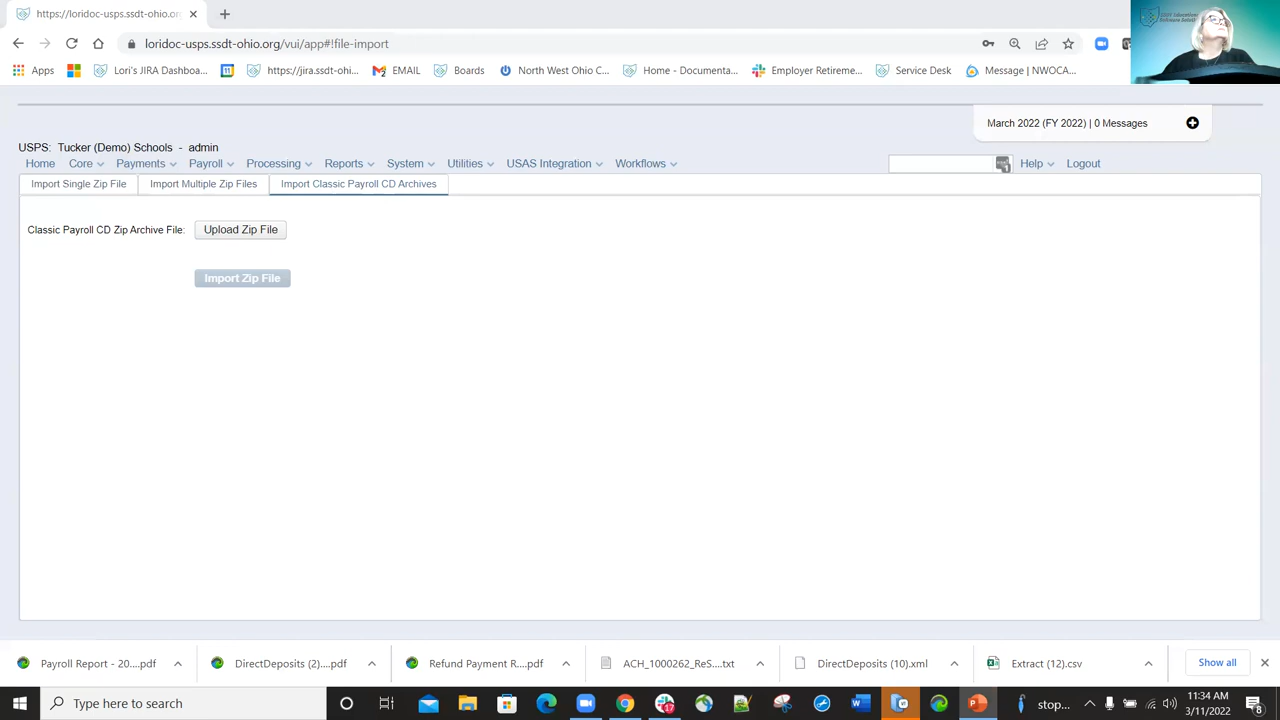 https://loridoc-usps.ssdt-ohio.org
loridoc-usps.ssdt-ohio.org/vui/app#!file-import
Apps
Lori's JIRA Dashboa...
https://jira.ssdt-ohi...
EMAIL
Boards
North West Ohio C...
Home - Documenta...
Employer Retireme...
Service Desk
Message | NWOCA...
March 2022 (FY 2022) | 0 Messages
USPS: Tucker (Demo) Schools - admin
Home Core Payments Payroll Processing Reports System Utilities USAS Integration Workflows Help Logout
Import Single Zip File Import Multiple Zip Files Import Classic Payroll CD Archives
Classic Payroll CD Zip Archive File: Upload Zip File
Import Zip File
Payroll Report - 20....pdf
DirectDeposits (2)....pdf
Refund Payment R....pdf
ACH_1000262_ReS....txt
DirectDeposits (10).xml
Extract (12).csv
Show all
Type here to search
17
stop...
11:34 AM
3/11/2022
8